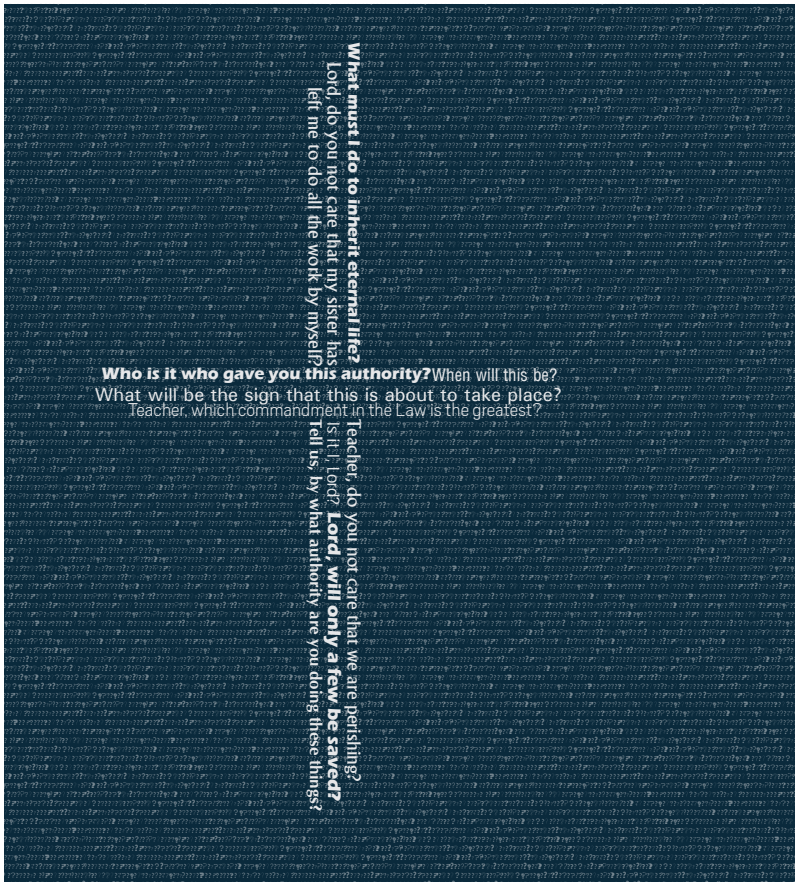 What must I do to inherit eternal life?
Lord, do you not care that my sister has
left me to do all the work by myself?
Who is it who gave you this authority? When will this be?
What will be the sign that this is about to take place?
Teacher, which commandment in the Law is the greatest?
Teacher, do you not care that we are perishing?
Is it I, Lord? Lord, will only a few be saved?
Tell us, by what authority are you doing these things?